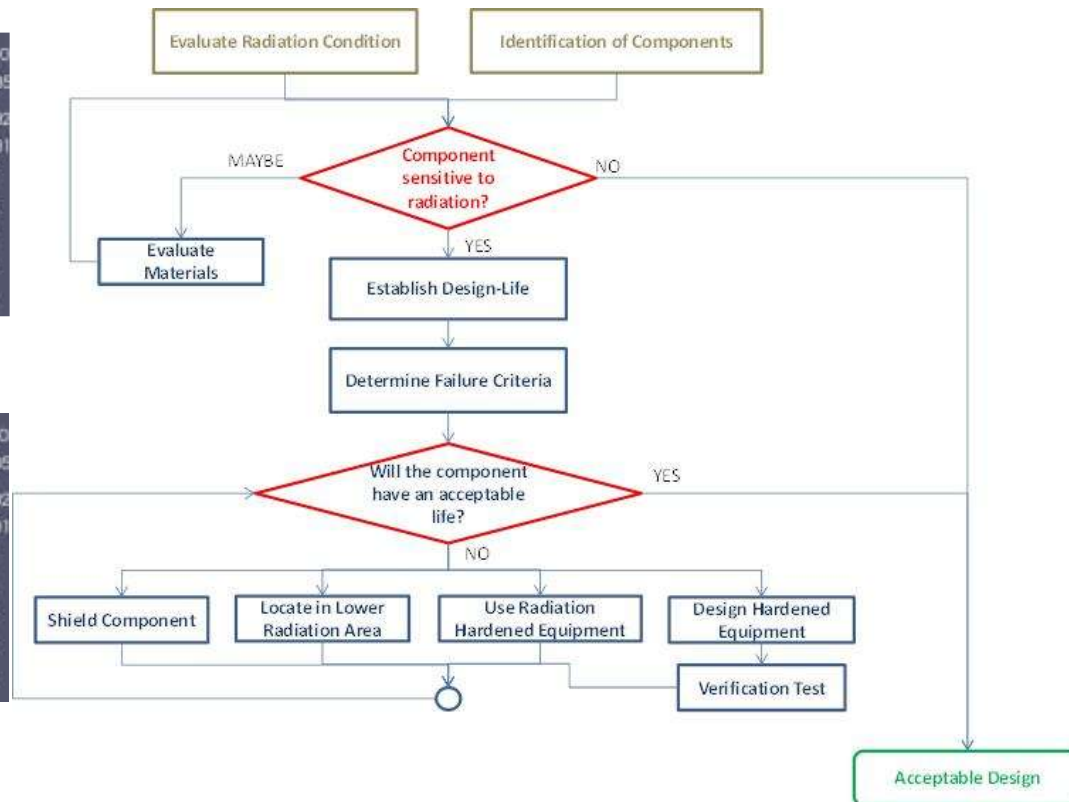 Evaluate Radiation Condition
Identification of Components
MAYBE
Component
sensitive to
radiation?
NO
Evaluate
Materials
YES
Establish Design-Life
Determine Failure Criteria
Will the component
have an acceptable
life?
YES
NO
Shield Component
Locate in Lower
Radiation Area
Use Radiation
Hardened Equipment
Design Hardened
Equipment
Verification Test
Acceptable Design